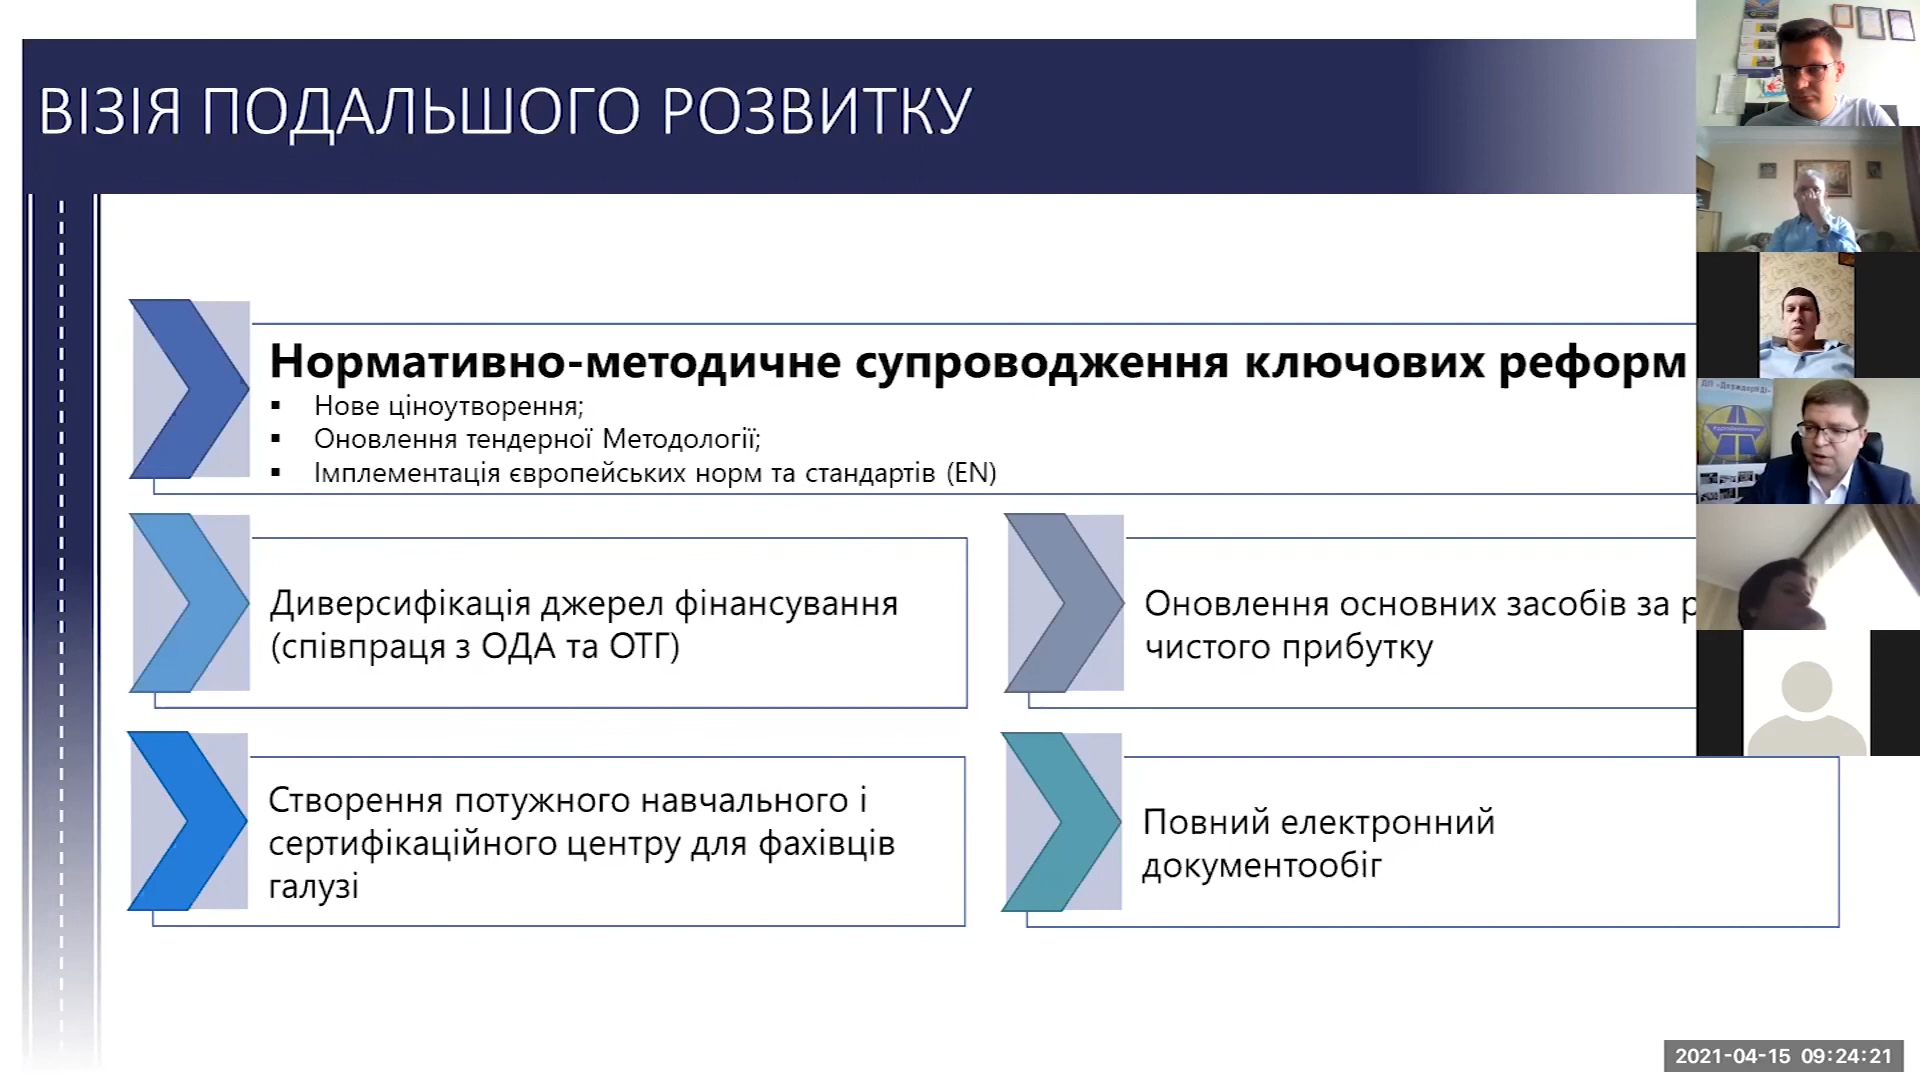 ВІЗІЯ ПОДАЛЬШОГО РОЗВИТКУ
Нормативно-методичне супроводження ключових реформ
▪ Нове ціноутворення;
▪ Оновлення тендерної Методології;
▪ Імплементація європейських норм та стандартів (EN)
Диверсифікація джерел фінансування
(співпраця з ОДА та ОТГ)
Оновлення основних засобів за
чистого прибутку
Створення потужного навчального і
сертифікаційного центру для фахівців
галузі
Повний електронний
документообіг
ДП «ДерждорНДІ»
2021-04-15 09:24:21